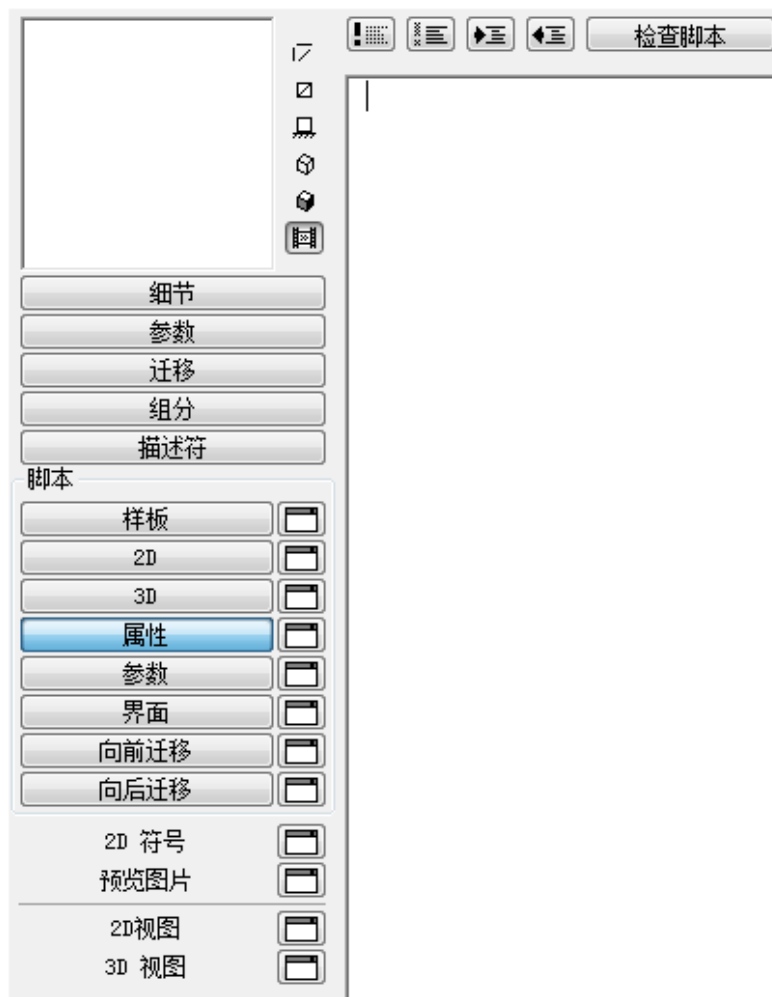 检查脚本
细节
参数
迁移
组分
描述符
脚本
样板
2D
3D
属性
参数
界面
向前迁移
向后迁移
2D 符号
预览图片
2D视图
3D 视图